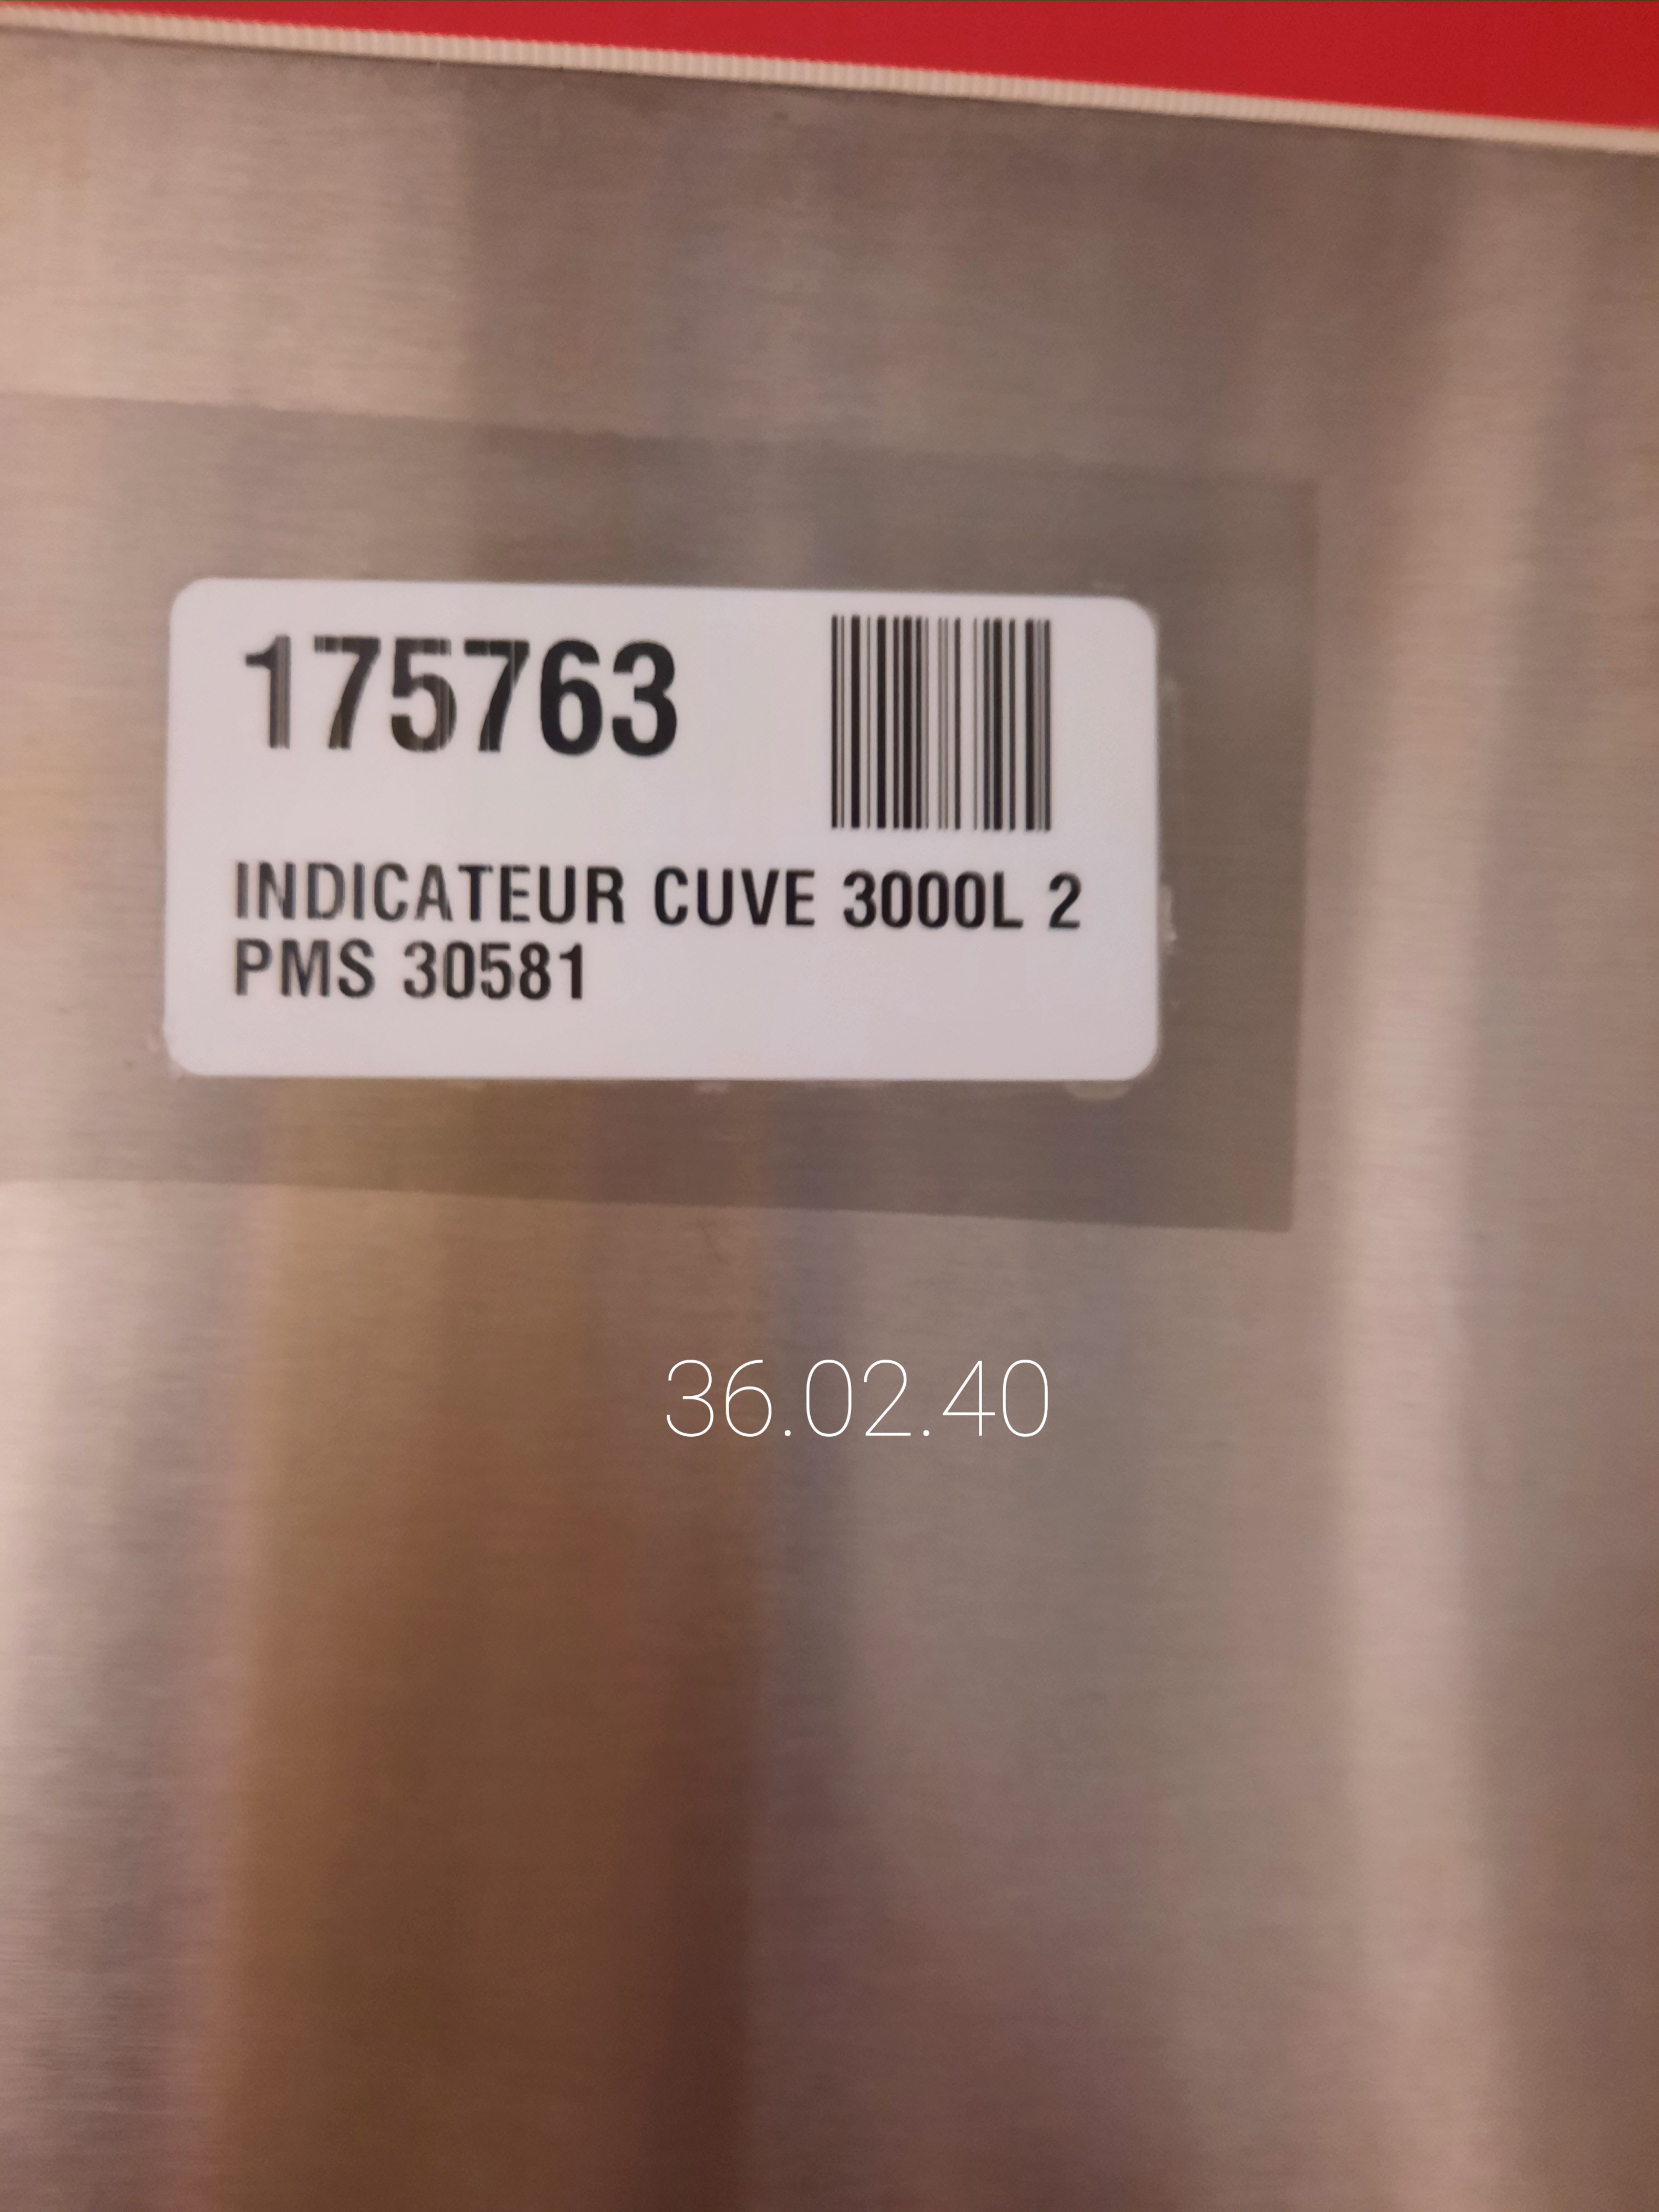 175763
INDICATEUR CUVE 3000L 2
PMS 30581
36.02.40